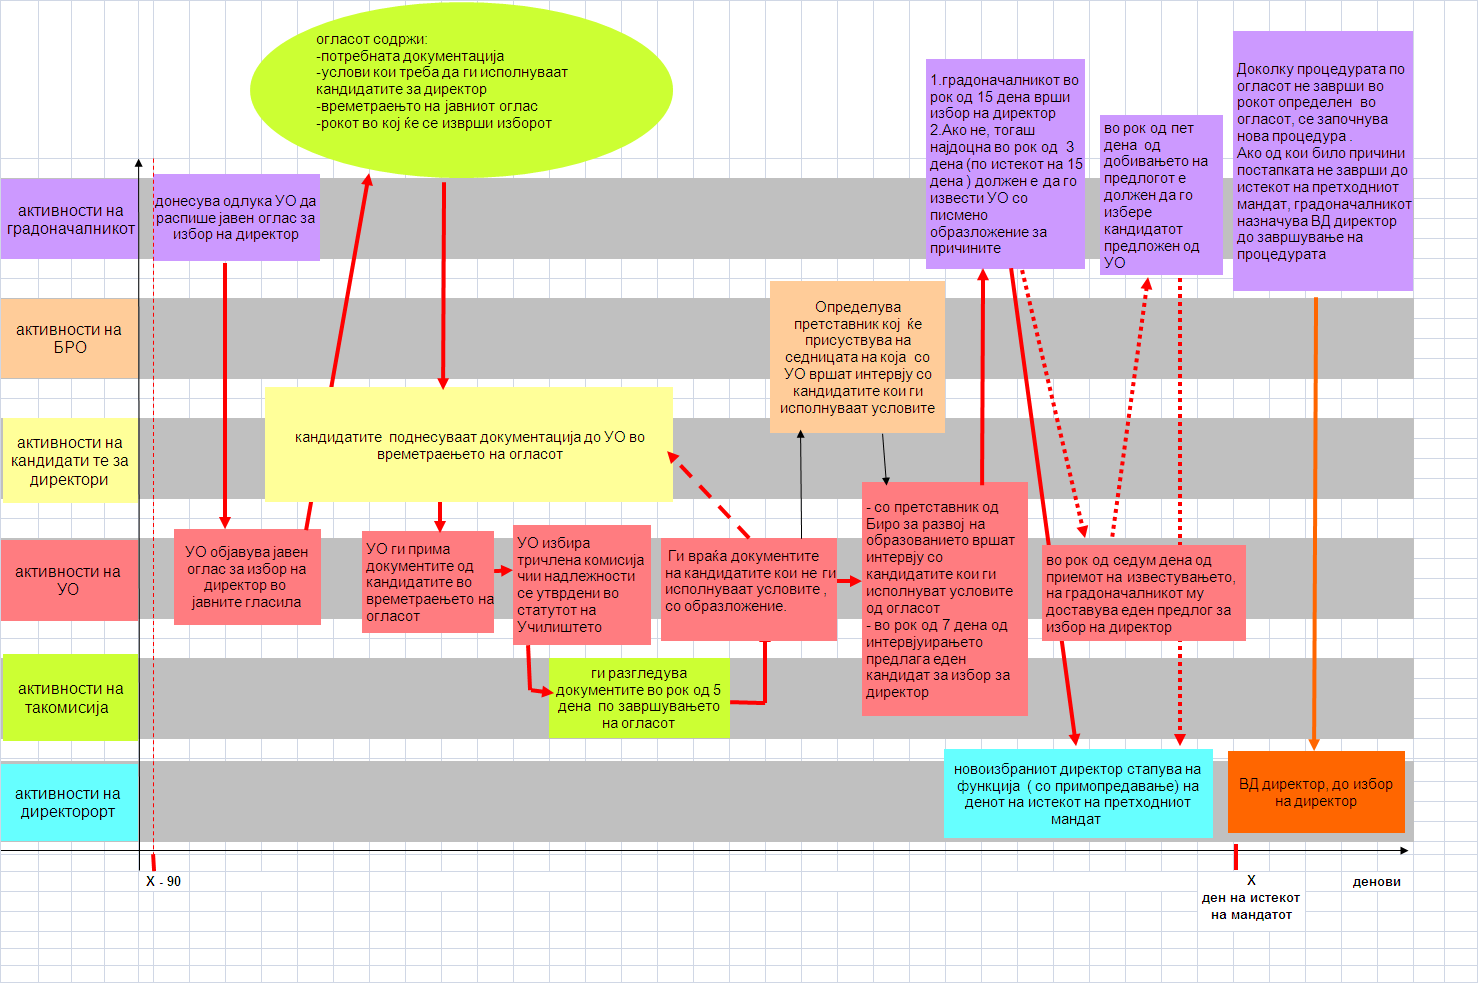 огласот содржи:
-потребната документација
-услови кои треба да ги исполнуваат
кандидатите за директор
-времетраењто на јавниот оглас
-рокот во кој ќе се изврши изборот
1.градоначалникот во
рок од 15 дена врши
избор на директор
2.Ако не, тогаш
најдоцна во рок од 3
дена (по истекот на 15
дена ) должен е да го
извести УО со
писмено
образложение за
причините
во рок од пет
дена од
добивањето на
предлогот е
должен да го
избере
кандидатот
предложен од
УО
Доколку процедурата по
огласот не заврши во
рокот определен во
огласот, се започнува
нова процедура .
Ако од кои било причини
постапката не заврши до
истекот на претходниот
мандат, градоначалникот
назначува ВД директор
до завршување на
процедурата
активности на
градоначалникот
донесува одлука УО да
распише јавен оглас за
избор на директор
активности на
БРО
Определува
претставник кој ќе
присуствува на
седницата на која со
УО вршат интервју со
кандидатите кои ги
исполнуваат условите
активности на
кандидати те за
директори
кандидатите поднесуваат документација до УО во
времетраењето на огласот
активности на
УО
УО објавува јавен
оглас за избор на
директор во
јавните гласила
УО ги прима
документите од
кандидатите во
времетраењето на
огласот
УО избира
тричлена комисија
чии надлежности
се утврдени во
статутот на
Училиштето
Ги враќа документите
на кандидатите кои не ги
исполнуваат условите ,
со образложение.
- со претставник од
Биро за развој на
образованието вршат
интервју со
кандидатите кои ги
исполнуват условите
од огласот
- во рок од 7 дена од
интервјуирањето
предлага еден
кандидат за избор за
директор
во рок од седум дена од
приемот на известувањето,
на градоначалникот му
доставува еден предлог за
избор на директор
активности на
такомисија
ги разгледува
документите во рок од 5
дена по завршувањето
на огласот
активности на
директорорт
новоизбраниот директор стапува на
функција ( со примопредавање) на
денот на истекот на претходниот
мандат
ВД директор, до избор
на директор
X - 90
X
ден на истекот
на мандатот
денови